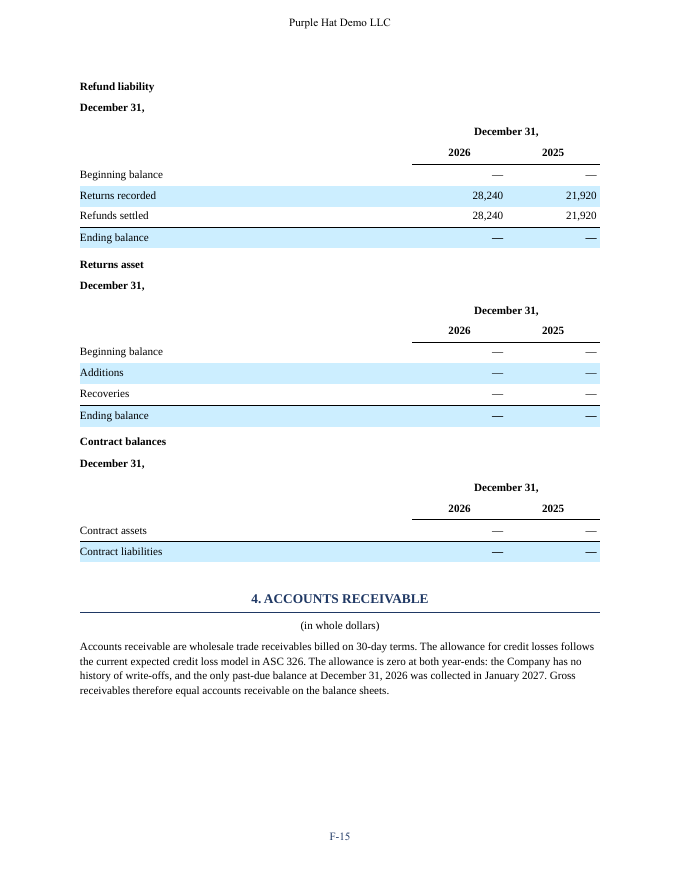 Purple Hat Demo LLC
Refund liability
December 31,
December 31,
2026 2025
Beginning balance — —
Returns recorded 28,240 21,920
Refunds settled 28,240 21,920
Ending balance — —
Returns asset
December 31,
December 31,
2026 2025
Beginning balance — —
Additions — —
Recoveries — —
Ending balance — —
Contract balances
December 31,
December 31,
2026 2025
Contract assets — —
Contract liabilities — —
4. ACCOUNTS RECEIVABLE
(in whole dollars)
Accounts receivable are wholesale trade receivables billed on 30-day terms. The allowance for credit losses follows
the current expected credit loss model in ASC 326. The allowance is zero at both year-ends: the Company has no
history of write-offs, and the only past-due balance at December 31, 2026 was collected in January 2027. Gross
receivables therefore equal accounts receivable on the balance sheets.
F-15